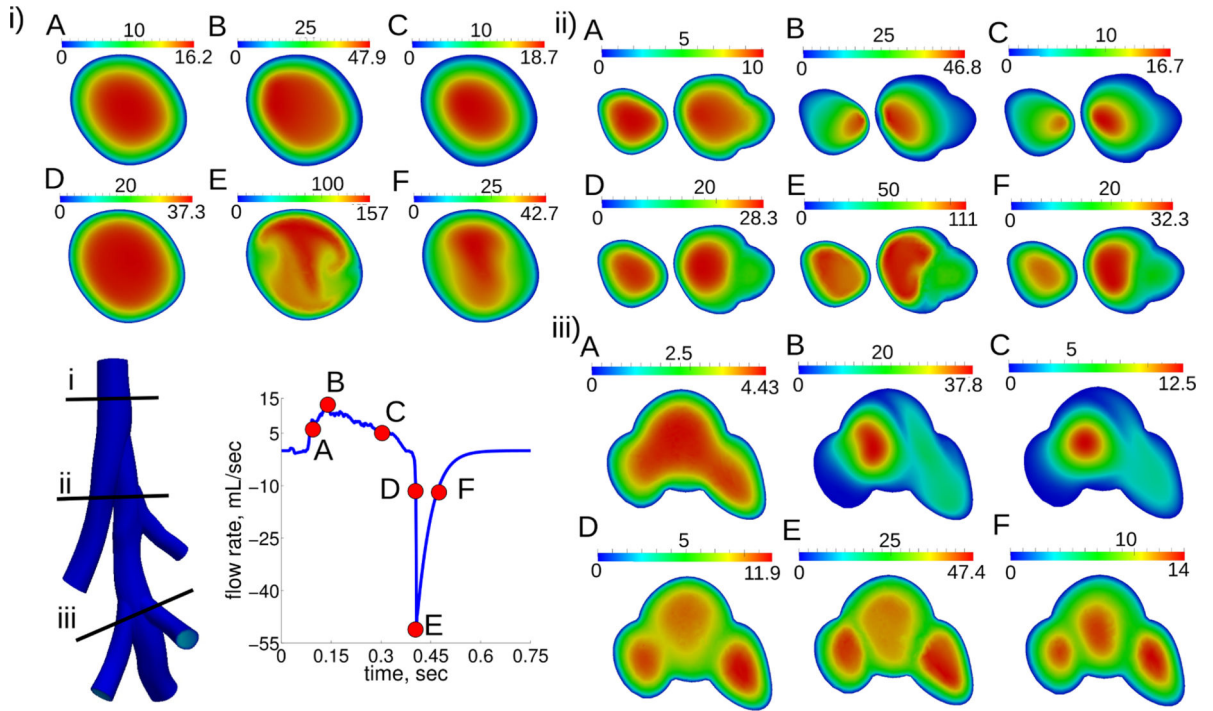 i)
A B C
10 25 10
0 16.2 0 47.9 0 18.7
D E F
20 100 25
0 37.3 0 157 0 42.7
ii)
A B C
5 25 10
0 10 0 46.8 0 16.7
D E F
20 50 20
0 28.3 0 111 0 32.3
i
ii
iii
flow rate, mL/sec
15
5
-10
-25
-40
-55
0 0.15 0.3 0.45 0.6 0.75
time, sec
B
A
C
D
F
E
iii)
A B C
2.5 20 5
0 4.43 0 37.8 0 12.5
D E F
5 25 10
0 11.9 0 47.4 0 14